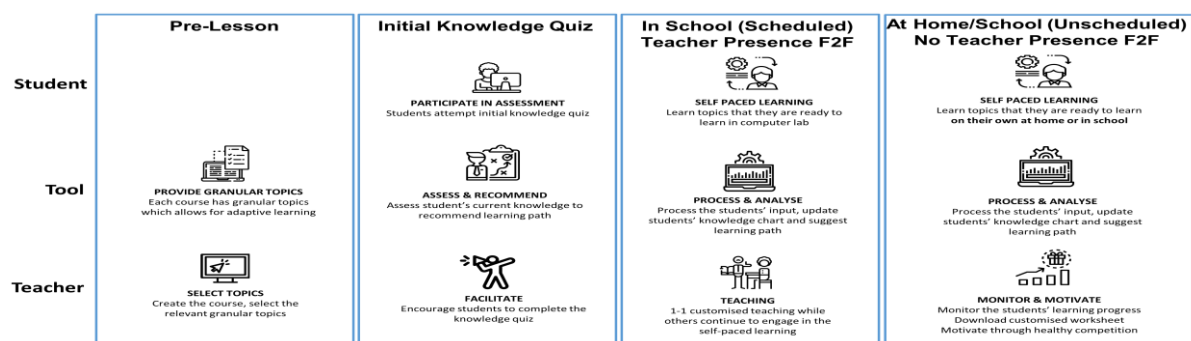 Pre-Lesson
Initial Knowledge Quiz
In School (Scheduled)
Teacher Presence F2F
At Home/School (Unscheduled)
No Teacher Presence F2F
Student
PARTICIPATE IN ASSESSMENT
Students attempt initial knowledge quiz
SELF PACED LEARNING
Learn topics that they are ready to
learn in computer lab
SELF PACED LEARNING
Learn topics that they are ready to learn
on their own at home or in school
Tool
PROVIDE GRANULAR TOPICS
Each course has granular topics
which allows for adaptive learning
ASSESS & RECOMMEND
Assess student's current knowledge to
recommend learning path
PROCESS & ANALYSE
Process the students' input, update
students' knowledge chart and suggest
learning path
PROCESS & ANALYSE
Process the students' input, update
students' knowledge chart and suggest
learning path
Teacher
SELECT TOPICS
Create the course, select the
relevant granular topics
FACILITATE
Encourage students to complete the
knowledge quiz
TEACHING
1-1 customised teaching while
others continue to engage in the
self-paced learning
MONITOR & MOTIVATE
Monitor the students' learning progress
Download customised worksheet
Motivate through healthy competition